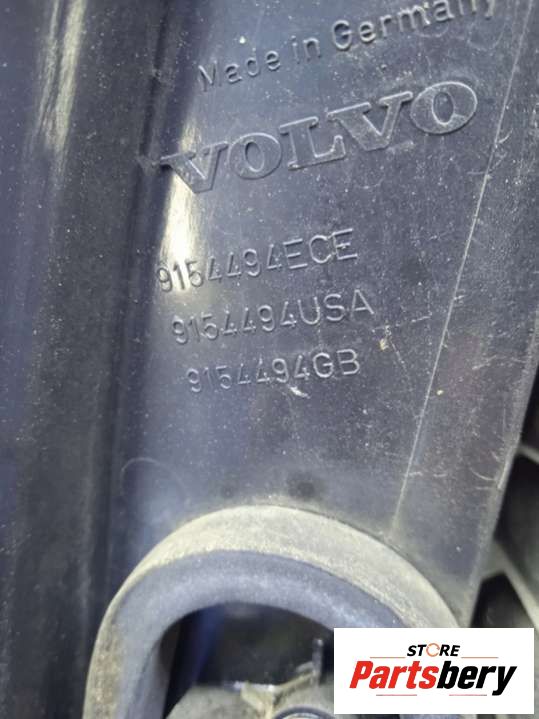 Made in Germany
VOLVO
9154494ECE
9154494USA
9154494GB
STORE
Partsbery